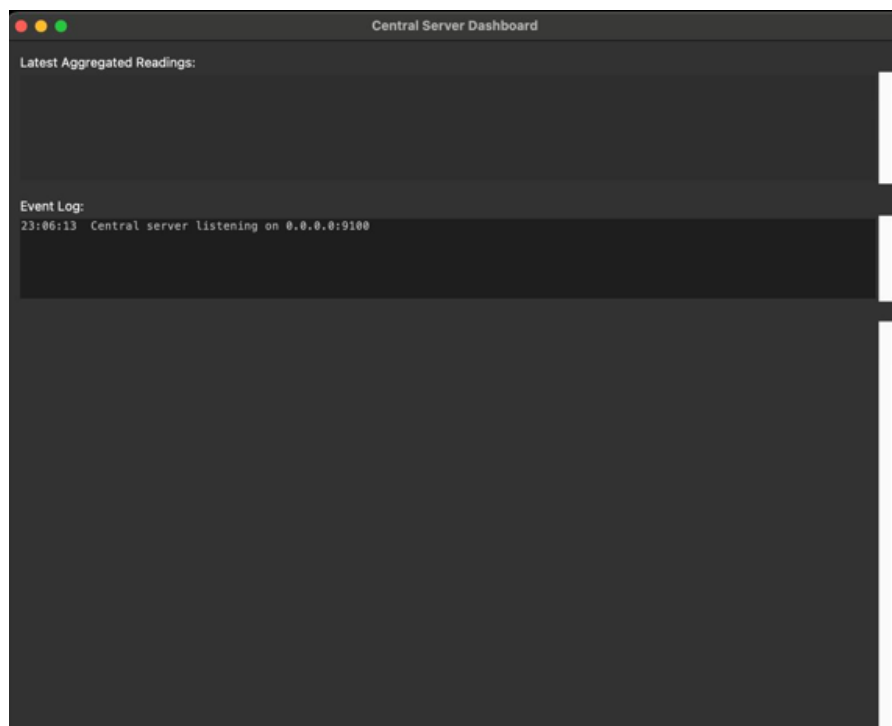 Central Server Dashboard
Latest Aggregated Readings:
Event Log:
23:06:13  Central server listening on 0.0.0.0:9100